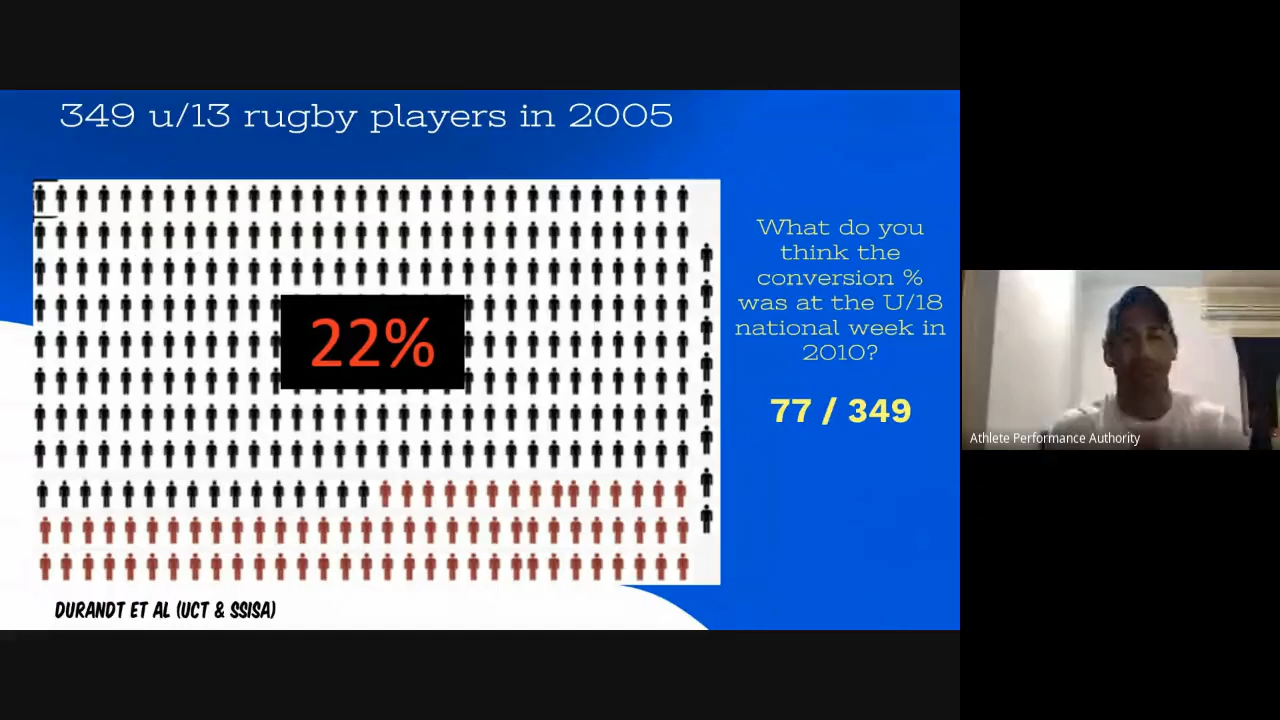 349 u/13 rugby players in 2005
22%
What do you
think the
conversion %
was at the U/18
national week in
2010?
77 / 349
DURANDT ET AL (UCT & SSISA)
Athlete Performance Authority